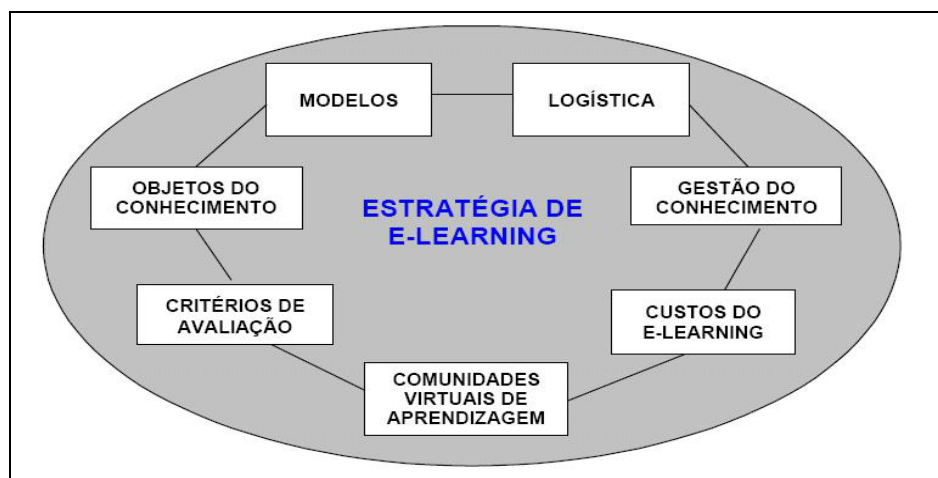 MODELOS
LOGÍSTICA
OBJETOS DO
CONHECIMENTO
GESTÃO DO
CONHECIMENTO
ESTRATÉGIA DE
E-LEARNING
CRITÉRIOS DE
AVALIAÇÃO
CUSTOS DO
E-LEARNING
COMUNIDADES
VIRTUAIS DE
APRENDIZAGEM